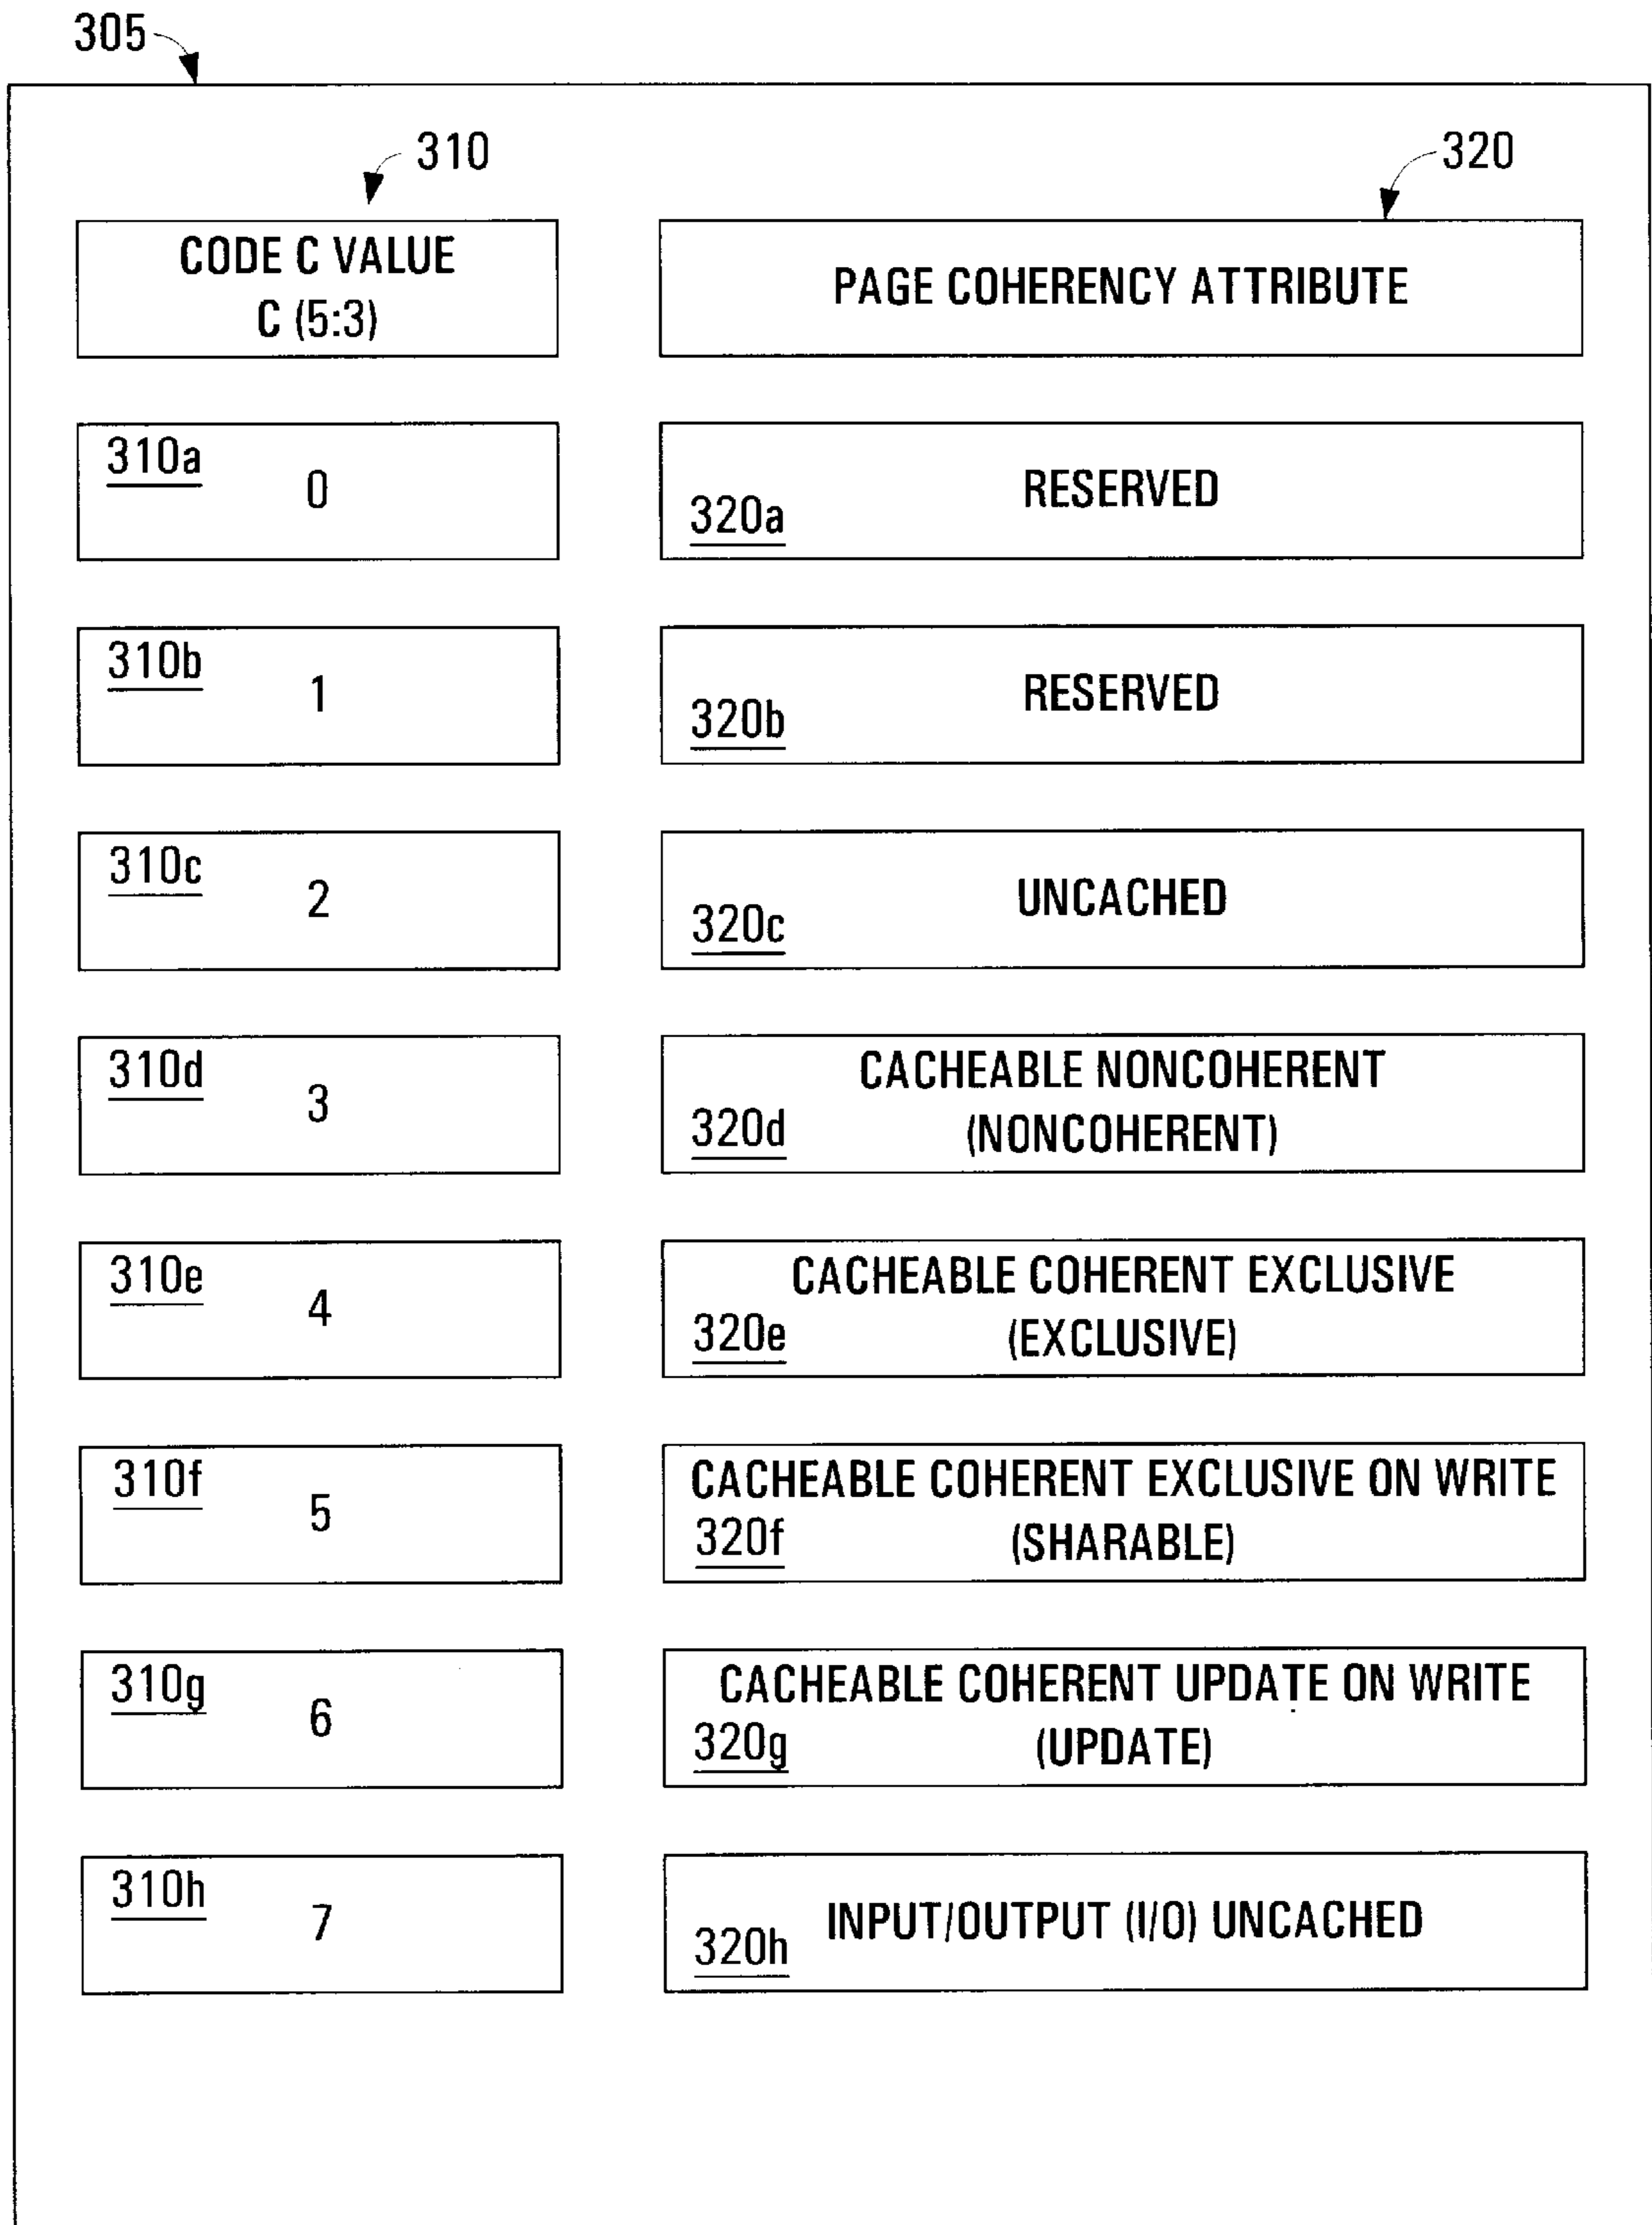 305
310
320
CODE C VALUE
C (5:3)
PAGE COHERENCY ATTRIBUTE
310a
0
320a
RESERVED
310b
1
320b
RESERVED
310c
2
320c
UNCACHED
310d
3
CACHEABLE NONCOHERENT
320d
(NONCOHERENT)
310e
4
CACHEABLE COHERENT EXCLUSIVE
320e
(EXCLUSIVE)
310f
5
CACHEABLE COHERENT EXCLUSIVE ON WRITE
320f
(SHARABLE)
310g
6
CACHEABLE COHERENT UPDATE ON WRITE
320g
(UPDATE)
310h
7
320h
INPUT/OUTPUT (I/O) UNCACHED